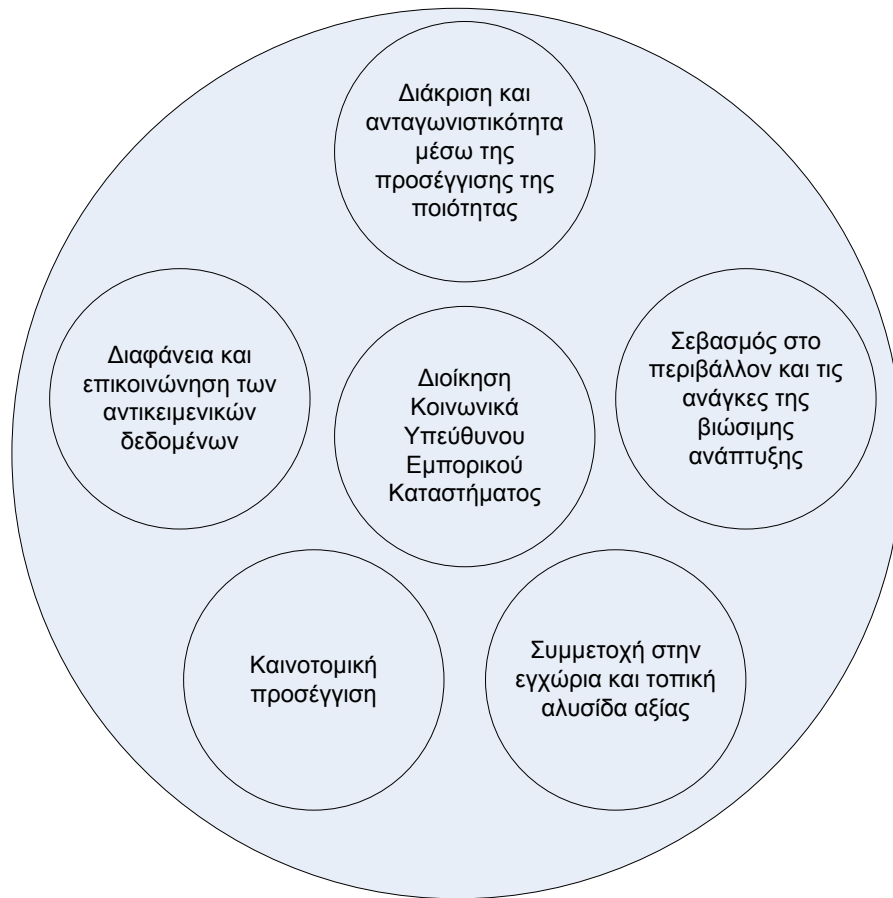 Διάκριση και
ανταγωνιστικότητα
μέσω της
προσέγγισης της
ποιότητας
Διαφάνεια και
επικοινώνηση των
αντικειμενικών
δεδομένων
Διοίκηση
Κοινωνικά
Υπεύθυνου
Εμπορικού
Καταστήματος
Σεβασμός στο
περιβάλλον και τις
ανάγκες της
βιώσιμης
ανάπτυξης
Καινοτομική
προσέγγιση
Συμμετοχή στην
εγχώρια και τοπική
αλυσίδα αξίας